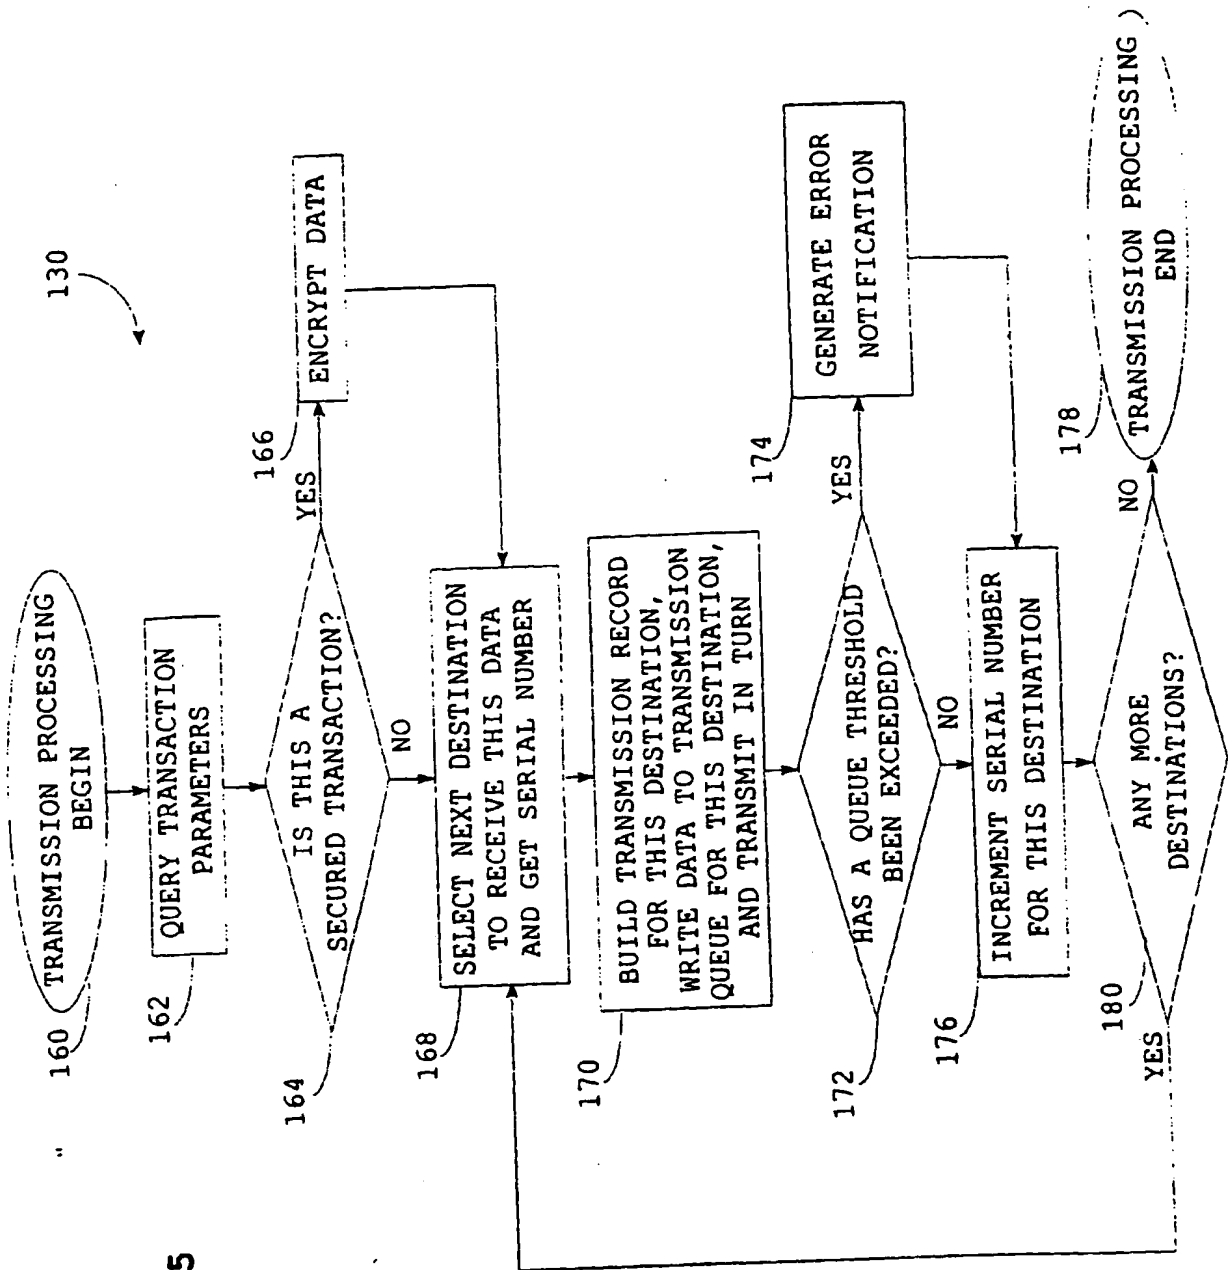 130
160
TRANSMISSION PROCESSING
BEGIN
162
QUERY TRANSACTION
PARAMETERS
164
IS THIS A
SECURED TRANSACTION?
YES
NO
166
ENCRYPT DATA
168
SELECT NEXT DESTINATION
TO RECEIVE THIS DATA
AND GET SERIAL NUMBER
170
BUILD TRANSMISSION RECORD
FOR THIS DESTINATION,
WRITE DATA TO TRANSMISSION
QUEUE FOR THIS DESTINATION,
AND TRANSMIT IN TURN
172
HAS A QUEUE THRESHOLD
BEEN EXCEEDED?
YES
NO
174
GENERATE ERROR
NOTIFICATION
176
INCREMENT SERIAL NUMBER
FOR THIS DESTINATION
180
ANY MORE
DESTINATIONS?
YES
NO
178
TRANSMISSION PROCESSING
END
5